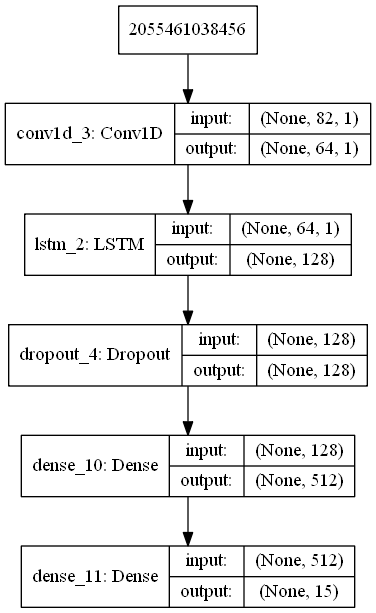 2055461038456
conv1d_3: Conv1D
input: (None, 82, 1)
output: (None, 64, 1)
lstm_2: LSTM
input: (None, 64, 1)
output: (None, 128)
dropout_4: Dropout
input: (None, 128)
output: (None, 128)
dense_10: Dense
input: (None, 128)
output: (None, 512)
dense_11: Dense
input: (None, 512)
output: (None, 15)